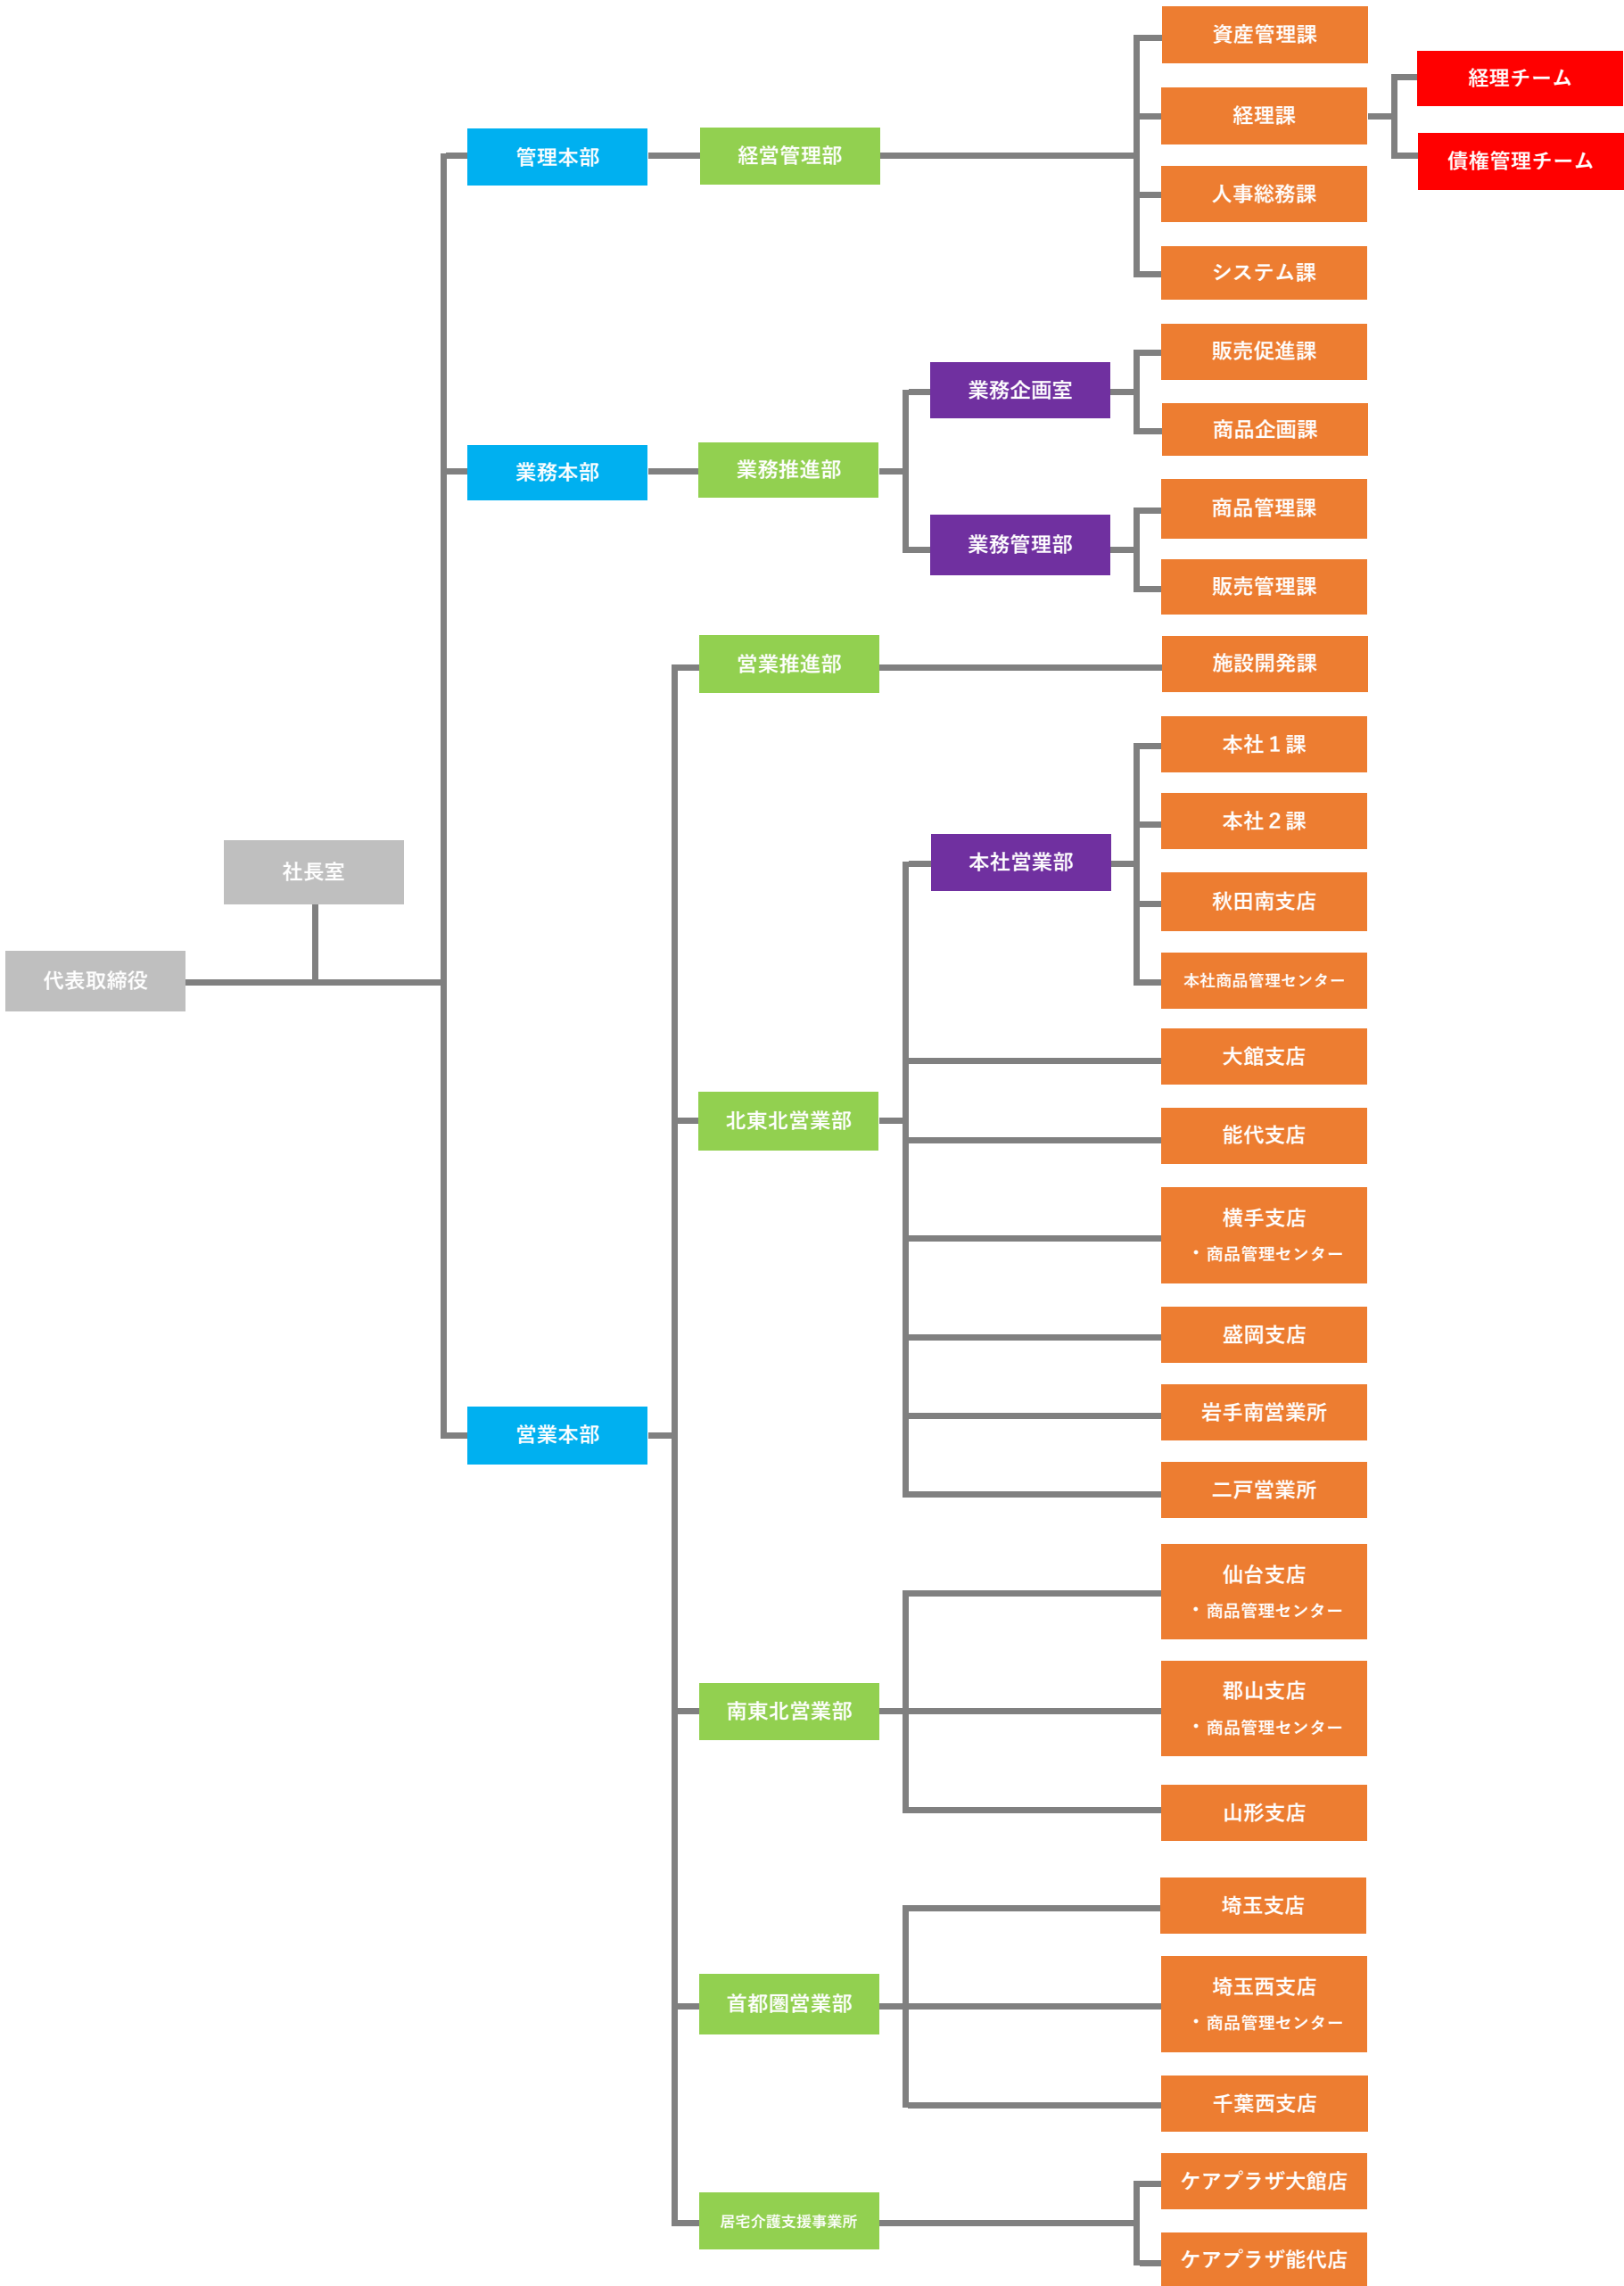 代表取締役
社長室
管理本部
経営管理部
資産管理課
経理課
経理チーム
債権管理チーム
人事総務課
システム課
業務本部
業務推進部
業務企画室
販売促進課
商品企画課
業務管理部
商品管理課
販売管理課
営業本部
営業推進部
施設開発課
北東北営業部
本社営業部
本社１課
本社２課
秋田南支店
本社商品管理センター
大館支店
能代支店
横手支店
・商品管理センター
盛岡支店
岩手南営業所
二戸営業所
南東北営業部
仙台支店
・商品管理センター
郡山支店
・商品管理センター
山形支店
首都圏営業部
埼玉支店
埼玉西支店
・商品管理センター
千葉西支店
居宅介護支援事業所
ケアプラザ大館店
ケアプラザ能代店